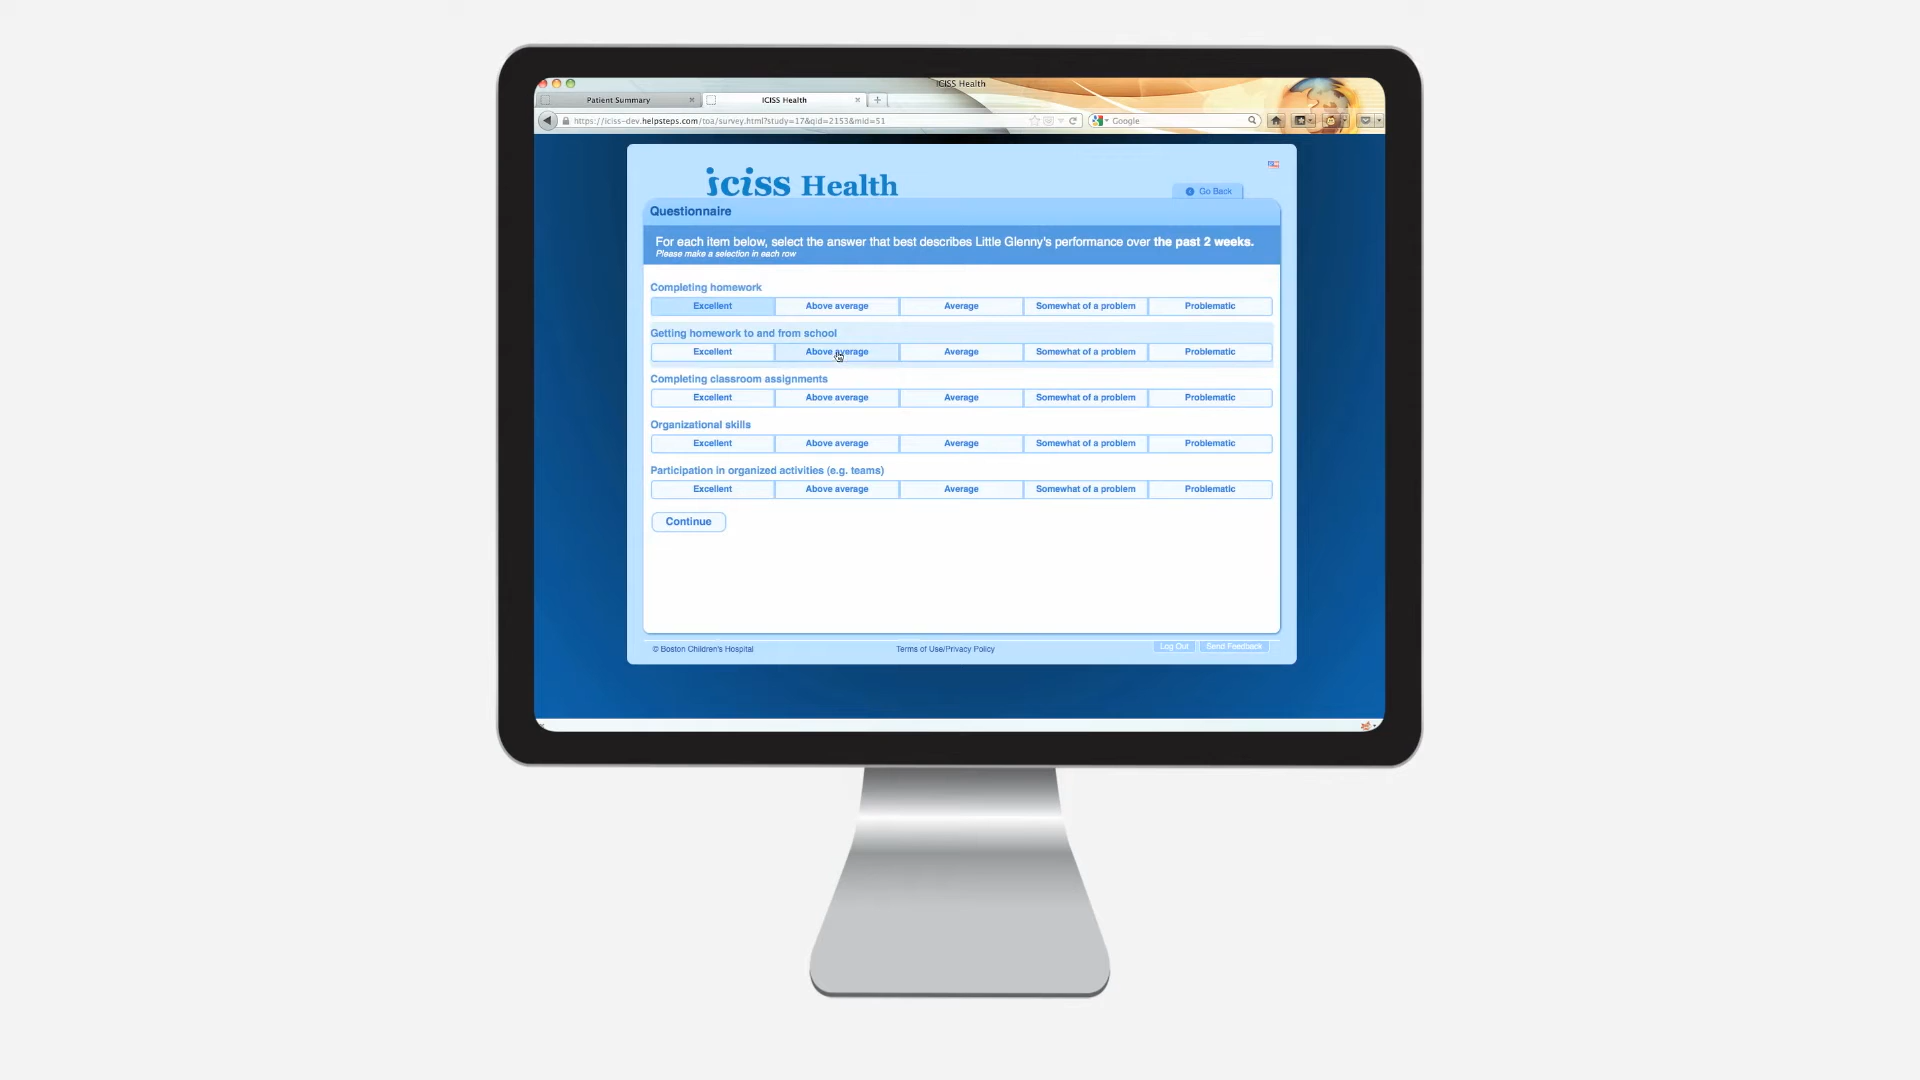 ICISS Health
Patient Summary
ICISS Health
https://iciss-dev.helpsteps.com/toa/survey.html?study=17&qid=2153&mid=51
Google
iciss Health
Go Back
Questionnaire
For each item below, select the answer that best describes Little Glenny's performance over the past 2 weeks.
Please make a selection in each row
Completing homework
Excellent Above average Average Somewhat of a problem Problematic
Getting homework to and from school
Excellent Above average Average Somewhat of a problem Problematic
Completing classroom assignments
Excellent Above average Average Somewhat of a problem Problematic
Organizational skills
Excellent Above average Average Somewhat of a problem Problematic
Participation in organized activities (e.g. teams)
Excellent Above average Average Somewhat of a problem Problematic
Continue
© Boston Children's Hospital Terms of Use/Privacy Policy Log Out Send Feedback